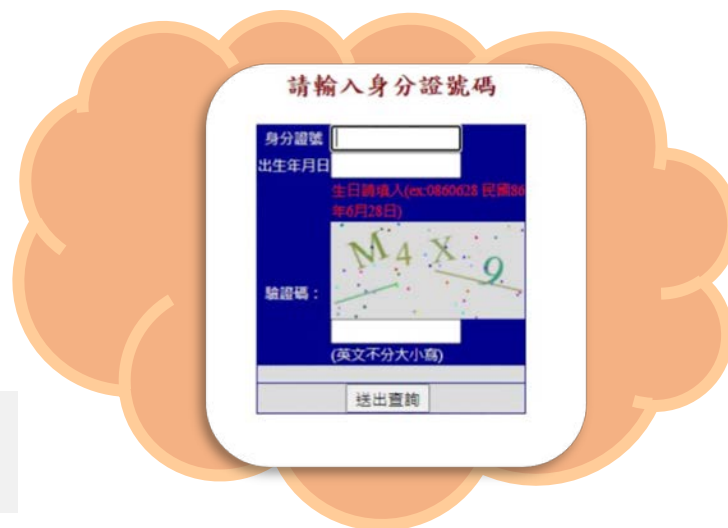 請輸入身分證號碼
身分證號
出生年月日
生日請填入(ex:0860628 民國86
年6月28日)
驗證碼：
M4X9
(英文不分大小寫)
送出查詢